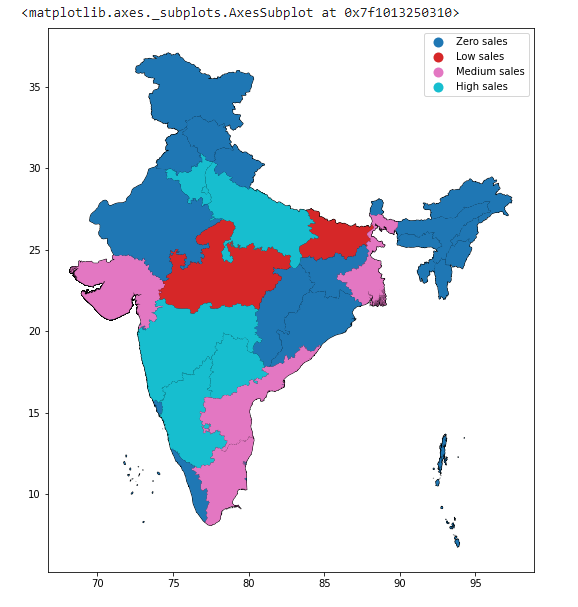 <matplotlib.axes._subplots.AxesSubplot at 0x7f1013250310>
Zero sales
Low sales
Medium sales
High sales
35
30
25
20
15
10
70 75 80 85 90 95